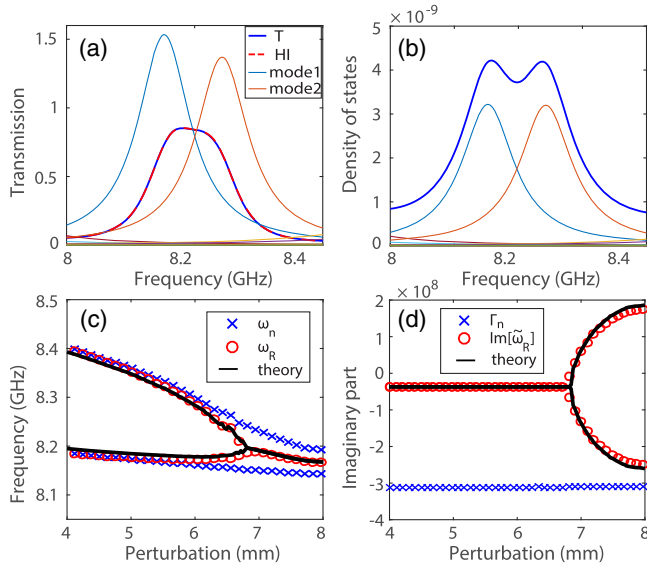 (a)
T
HI
mode1
mode2
Transmission
1.5
1
0.5
0
8
8.2
8.4
Frequency (GHz)
× 10⁻⁹
(b)
Density of states
5
4
3
2
1
0
8
8.2
8.4
Frequency (GHz)
(c)
ωn
ωR
theory
Frequency (GHz)
8.5
8.4
8.3
8.2
8.1
4
5
6
7
8
Perturbation (mm)
× 10⁸
(d)
Γn
Im[ω̃R]
theory
Imaginary part
2
1
0
-1
-2
-3
-4
4
5
6
7
8
Perturbation (mm)